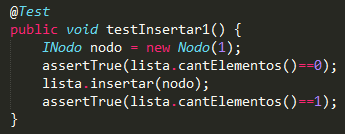 @Test
public void testInsertar1() {
    INodo nodo = new Nodo(1);
    assertTrue(lista.cantElementos()==0);
    lista.insertar(nodo);
    assertTrue(lista.cantElementos()==1);
}